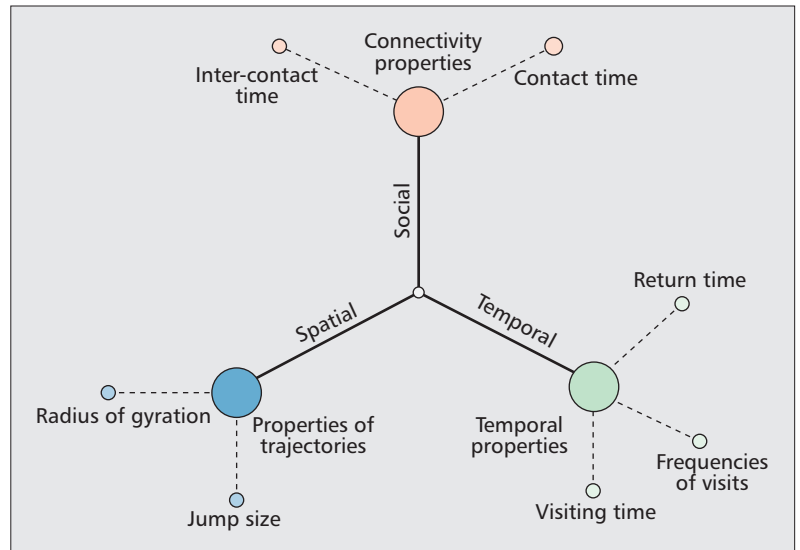 Connectivity
properties
Inter-contact
time
Contact time
Social
Return time
Spatial
Temporal
Radius of gyration
Properties of
trajectories
Temporal
properties
Frequencies
of visits
Jump size
Visiting time